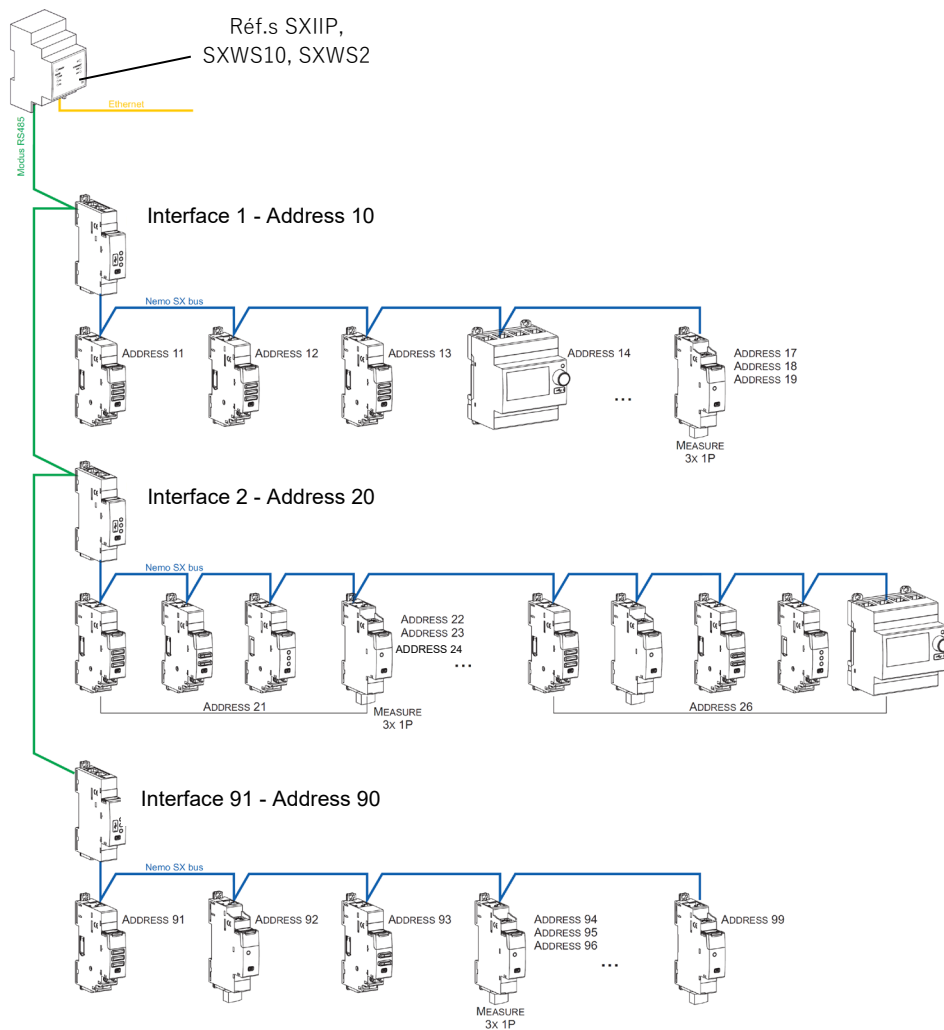 Réf.s SXIIP,
SXWS10, SXWS2
Ethernet
Modus RS485
Interface 1 - Address 10
Nemo SX bus
ADDRESS 11
ADDRESS 12
ADDRESS 13
ADDRESS 14
...
ADDRESS 17
ADDRESS 18
ADDRESS 19
MEASURE
3X 1P
Interface 2 - Address 20
Nemo SX bus
ADDRESS 22
ADDRESS 23
ADDRESS 24
...
ADDRESS 21
MEASURE
3X 1P
ADDRESS 26
Interface 91 - Address 90
Nemo SX bus
ADDRESS 91
ADDRESS 92
ADDRESS 93
ADDRESS 94
ADDRESS 95
ADDRESS 96
...
ADDRESS 99
MEASURE
3X 1P